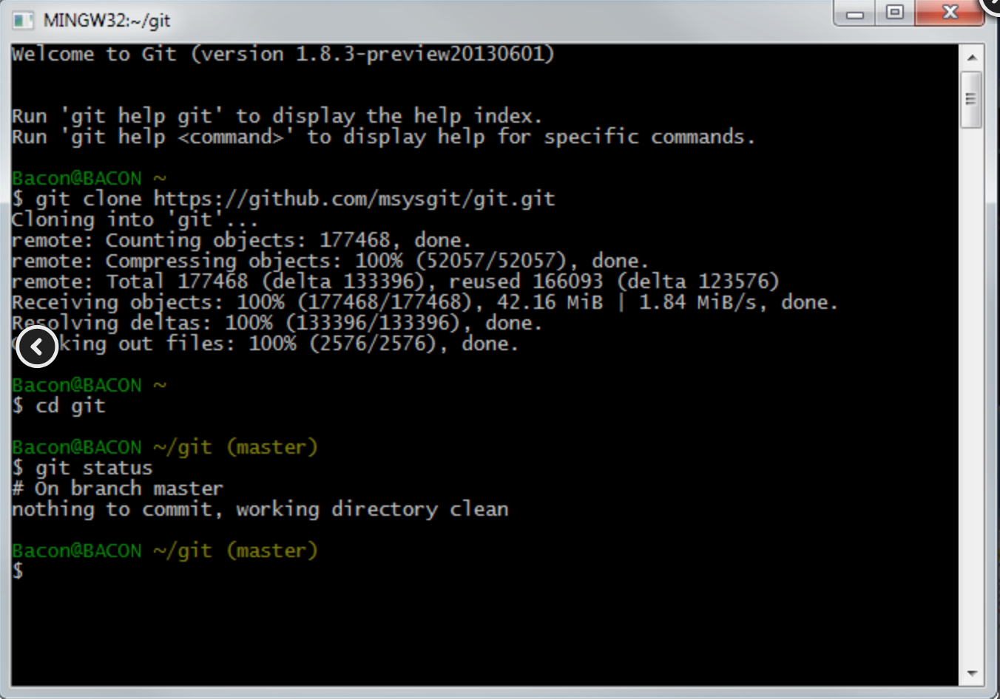 MINGW32:~/git
Welcome to Git (version 1.8.3-preview20130601)
Run 'git help git' to display the help index.
Run 'git help <command>' to display help for specific commands.
Bacon@BACON ~
$ git clone https://github.com/msysgit/git.git
Cloning into 'git'...
remote: Counting objects: 177468, done.
remote: Compressing objects: 100% (52057/52057), done.
remote: Total 177468 (delta 133396), reused 166093 (delta 123576)
Receiving objects: 100% (177468/177468), 42.16 MiB | 1.84 MiB/s, done.
Resolving deltas: 100% (133396/133396), done.
out files: 100% (2576/2576), done.
Bacon@BACON ~
$ cd git
Bacon@BACON ~/git (master)
$ git status
# On branch master
nothing to commit, working directory clean
Bacon@BACON ~/git (master)
$